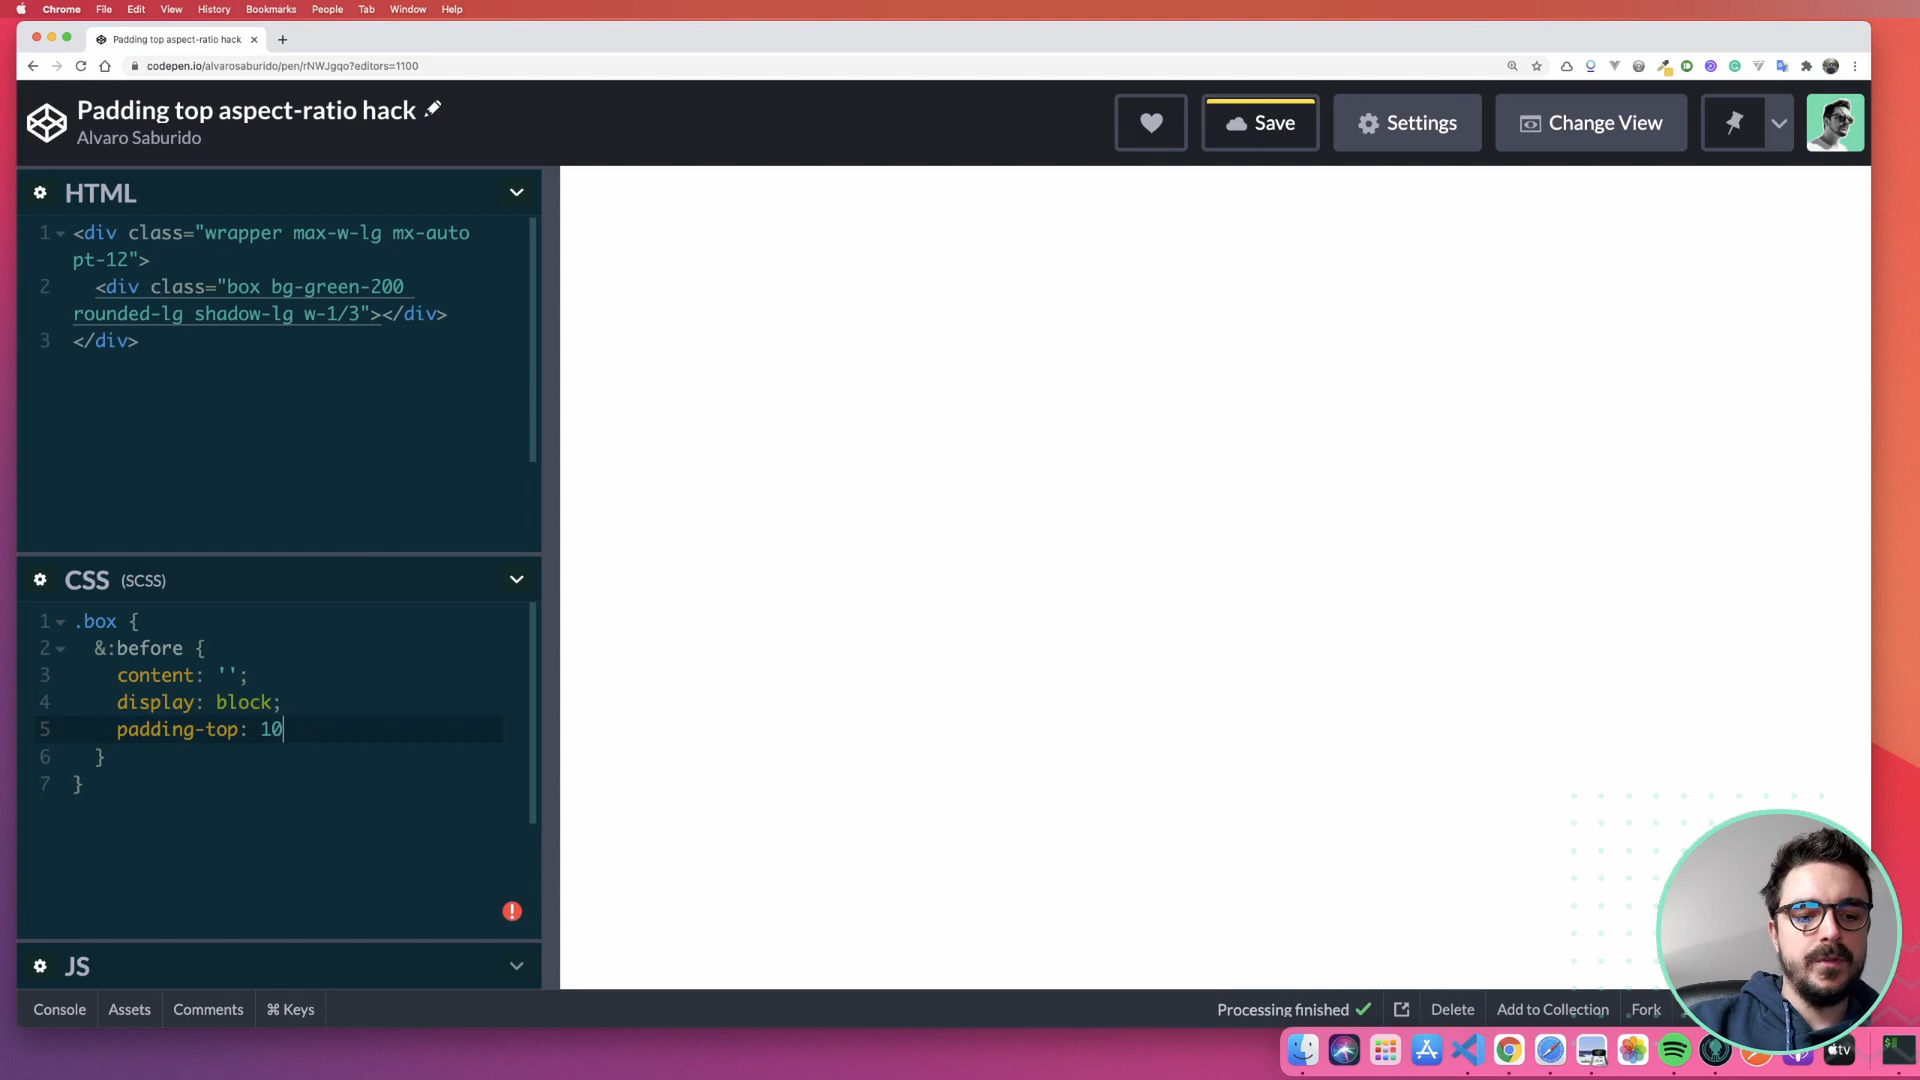 Chrome File Edit View History Bookmarks People Tab Window Help
Padding top aspect-ratio hack
codepen.io/alvarosaburido/pen/rNWJgqo?editors=1100
Padding top aspect-ratio hack
Alvaro Saburido
Save
Settings
Change View
HTML
1 <div class="wrapper max-w-lg mx-auto
pt-12">
2 <div class="box bg-green-200
rounded-lg shadow-lg w-1/3"></div>
3 </div>
CSS (SCSS)
1 .box {
2 &:before {
3 content: '';
4 display: block;
5 padding-top: 10
6 }
7 }
JS
Console Assets Comments ⌘ Keys
Processing finished Delete Add to Collection Fork
tv